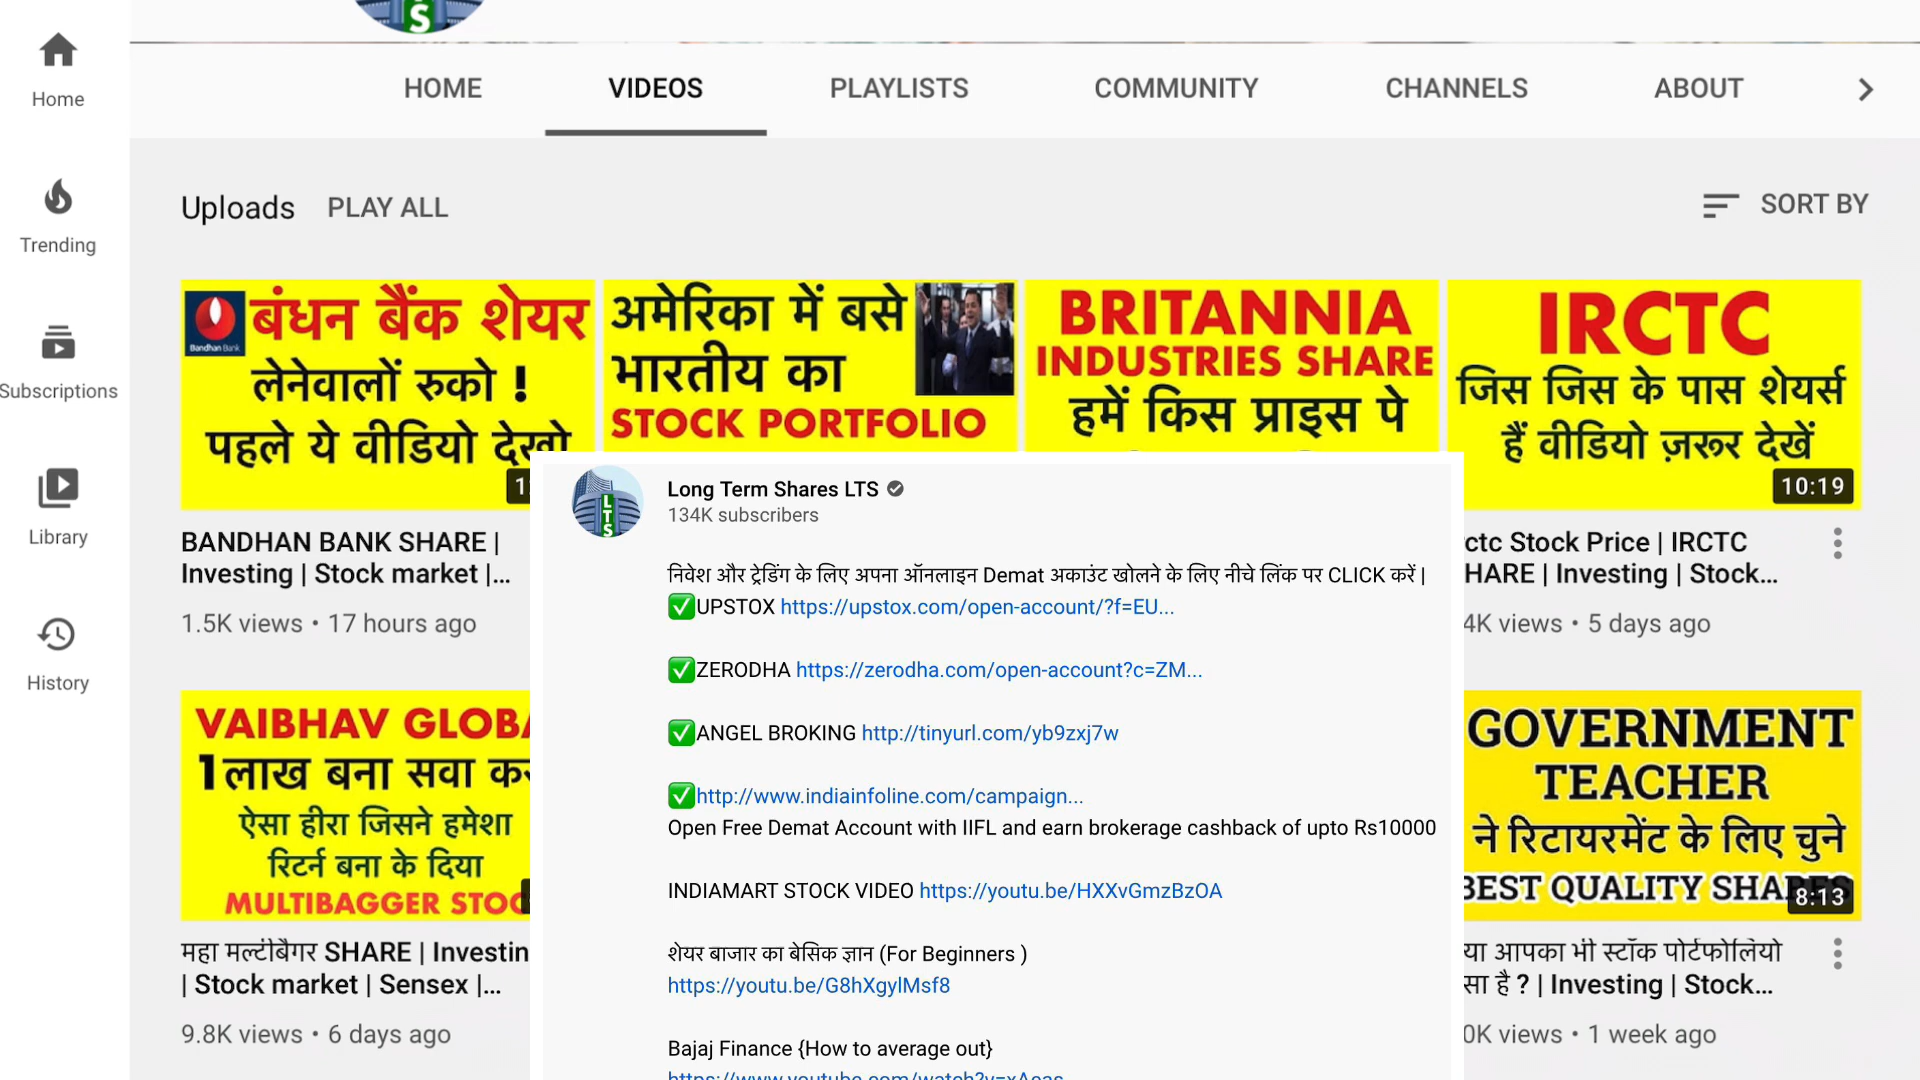 LTS
HOME VIDEOS PLAYLISTS COMMUNITY CHANNELS ABOUT
Home
Trending
Subscriptions
Library
History
Uploads PLAY ALL
SORT BY
Bandhan Bank
बंधन बैंक शेयर
लेनेवालों रुको !
पहले ये वीडियो देखो
BANDHAN BANK SHARE |
Investing | Stock market |...
1.5K views • 17 hours ago
अमेरिका में बसे
भारतीय का
STOCK PORTFOLIO
BRITANNIA
INDUSTRIES SHARE
हमें किस प्राइस पे
IRCTC
जिस जिस के पास शेयर्स
हैं वीडियो ज़रूर देखें
10:19
Stock Price | IRCTC
| Investing | Stock...
views • 5 days ago
VAIBHAV
1लाख बना सवा
ऐसा हीरा जिसने हमेशा
रिटर्न बना के दिया
MULTIBAGGER
महा मल्टीबैगर SHARE |
| Stock market | Sensex |...
9.8K views • 6 days ago
GOVERNMENT
TEACHER
ने रिटायरमेंट के लिए चुने
BEST QUALITY SHARES
8:13
आपका भी स्टॉक पोर्टफोलियो
है ? | Investing | Stock...
views • 1 week ago
LTS
Long Term Shares LTS
134K subscribers
निवेश और ट्रेडिंग के लिए अपना ऑनलाइन Demat अकाउंट खोलने के लिए नीचे लिंक पर CLICK करें |
✅UPSTOX https://upstox.com/open-account/?f=EU...
✅ZERODHA https://zerodha.com/open-account?c=ZM...
✅ANGEL BROKING http://tinyurl.com/yb9zxj7w
✅http://www.indiainfoline.com/campaign...
Open Free Demat Account with IIFL and earn brokerage cashback of upto Rs10000
INDIAMART STOCK VIDEO https://youtu.be/HXXvGmzBzOA
शेयर बाजार का बेसिक ज्ञान (For Beginners )
https://youtu.be/G8hXgylMsf8
Bajaj Finance {How to average out}